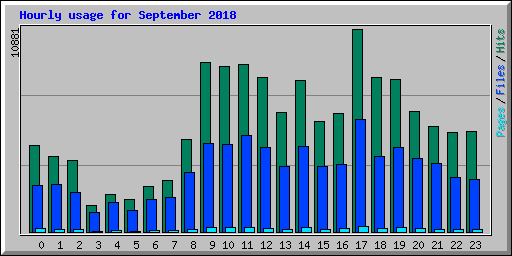 Hourly usage for September 2018
10881
Pages / Files / Hits
0 1 2 3 4 5 6 7 8 9 10 11 12 13 14 15 16 17 18 19 20 21 22 23